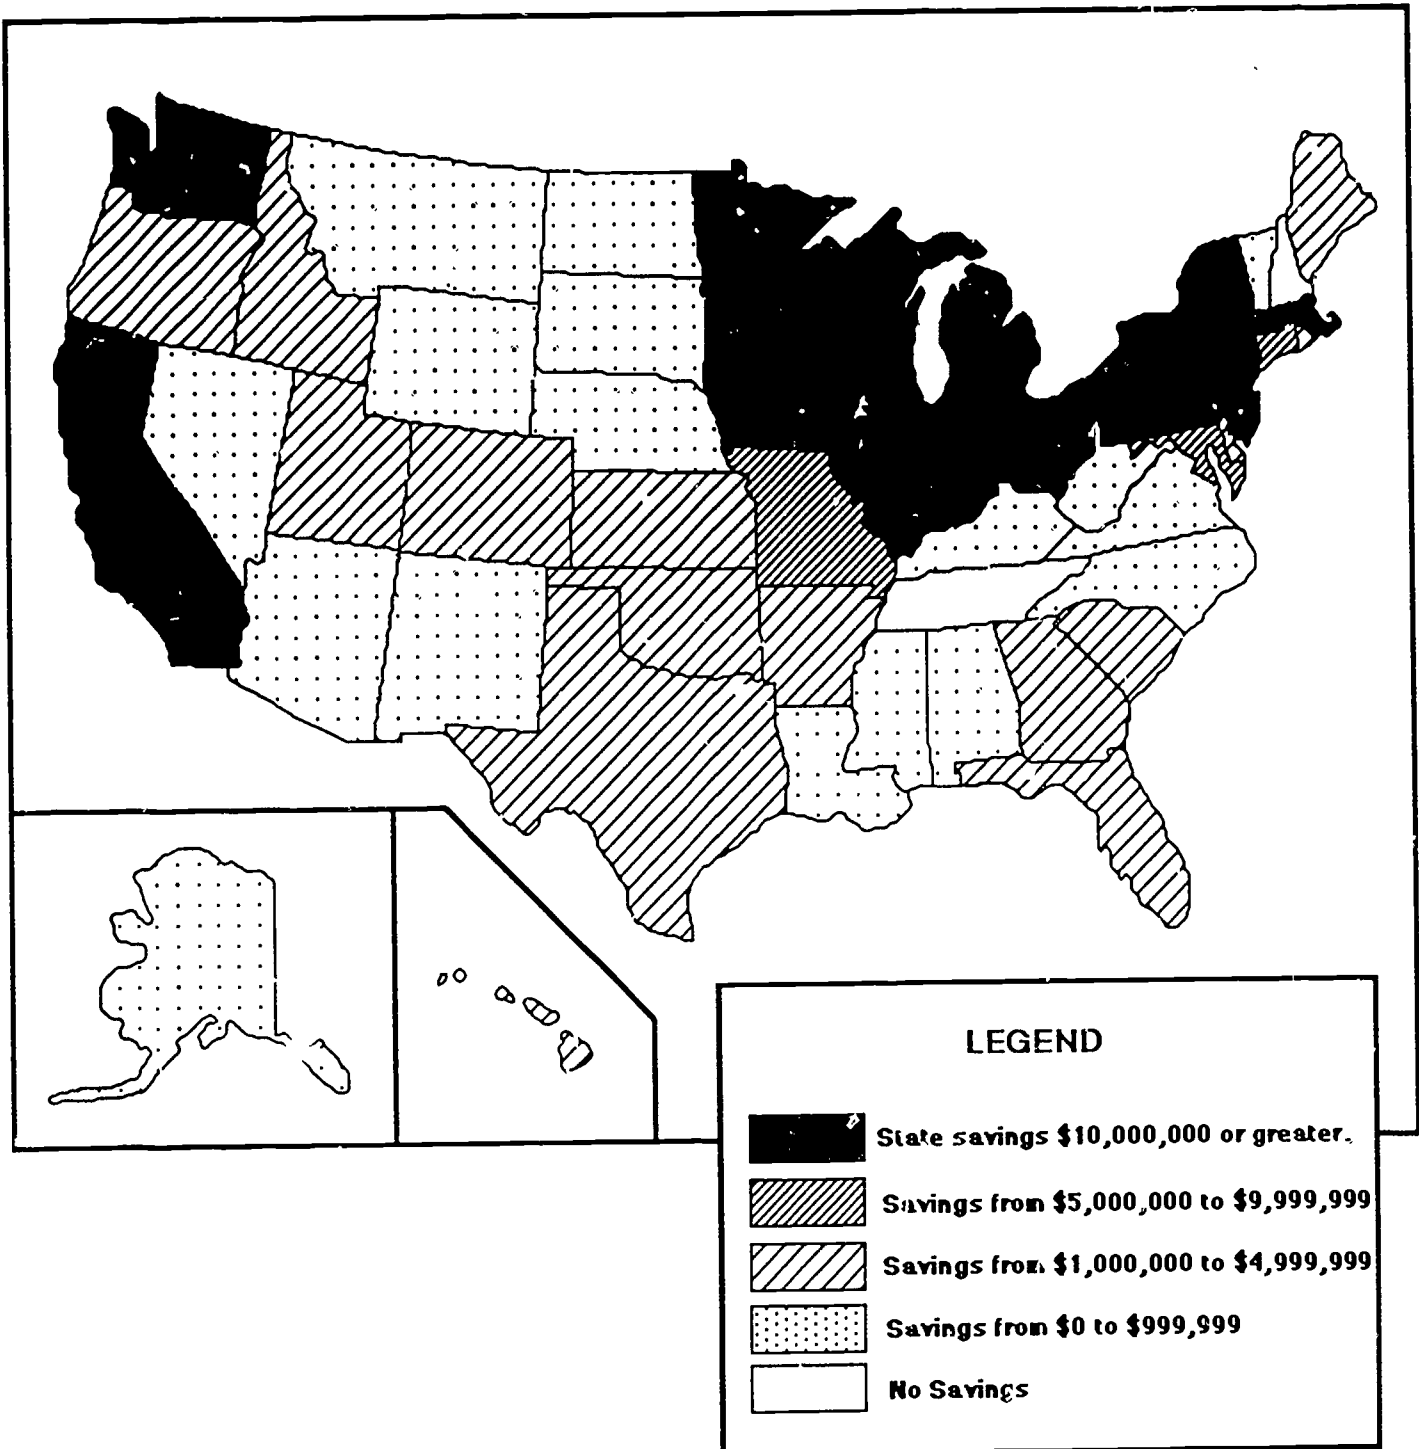 LEGEND
State savings $10,000,000 or greater.
Savings from $5,000,000 to $9,999,999
Savings from $1,000,000 to $4,999,999
Savings from $0 to $999,999
No Savings